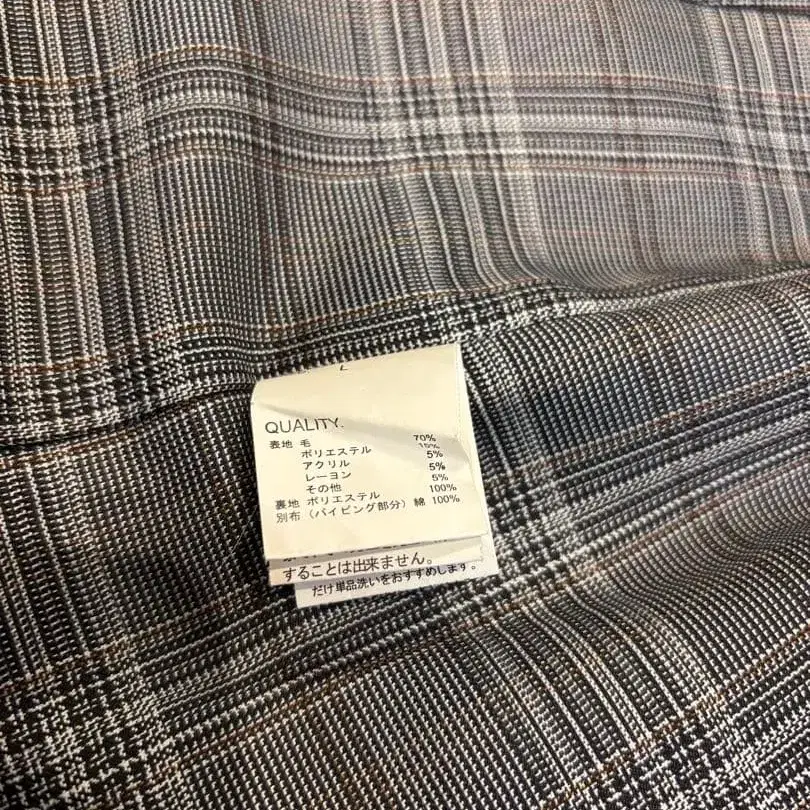 L
QUALITY.
表地 毛 70%
ポリエステル 15%
アクリル 5%
レーヨン 5%
その他 5%
裏地 ポリエステル 100%
別布（パイピング部分）綿 100%
することは出来ません。
だけ単品洗いをおすすめします。